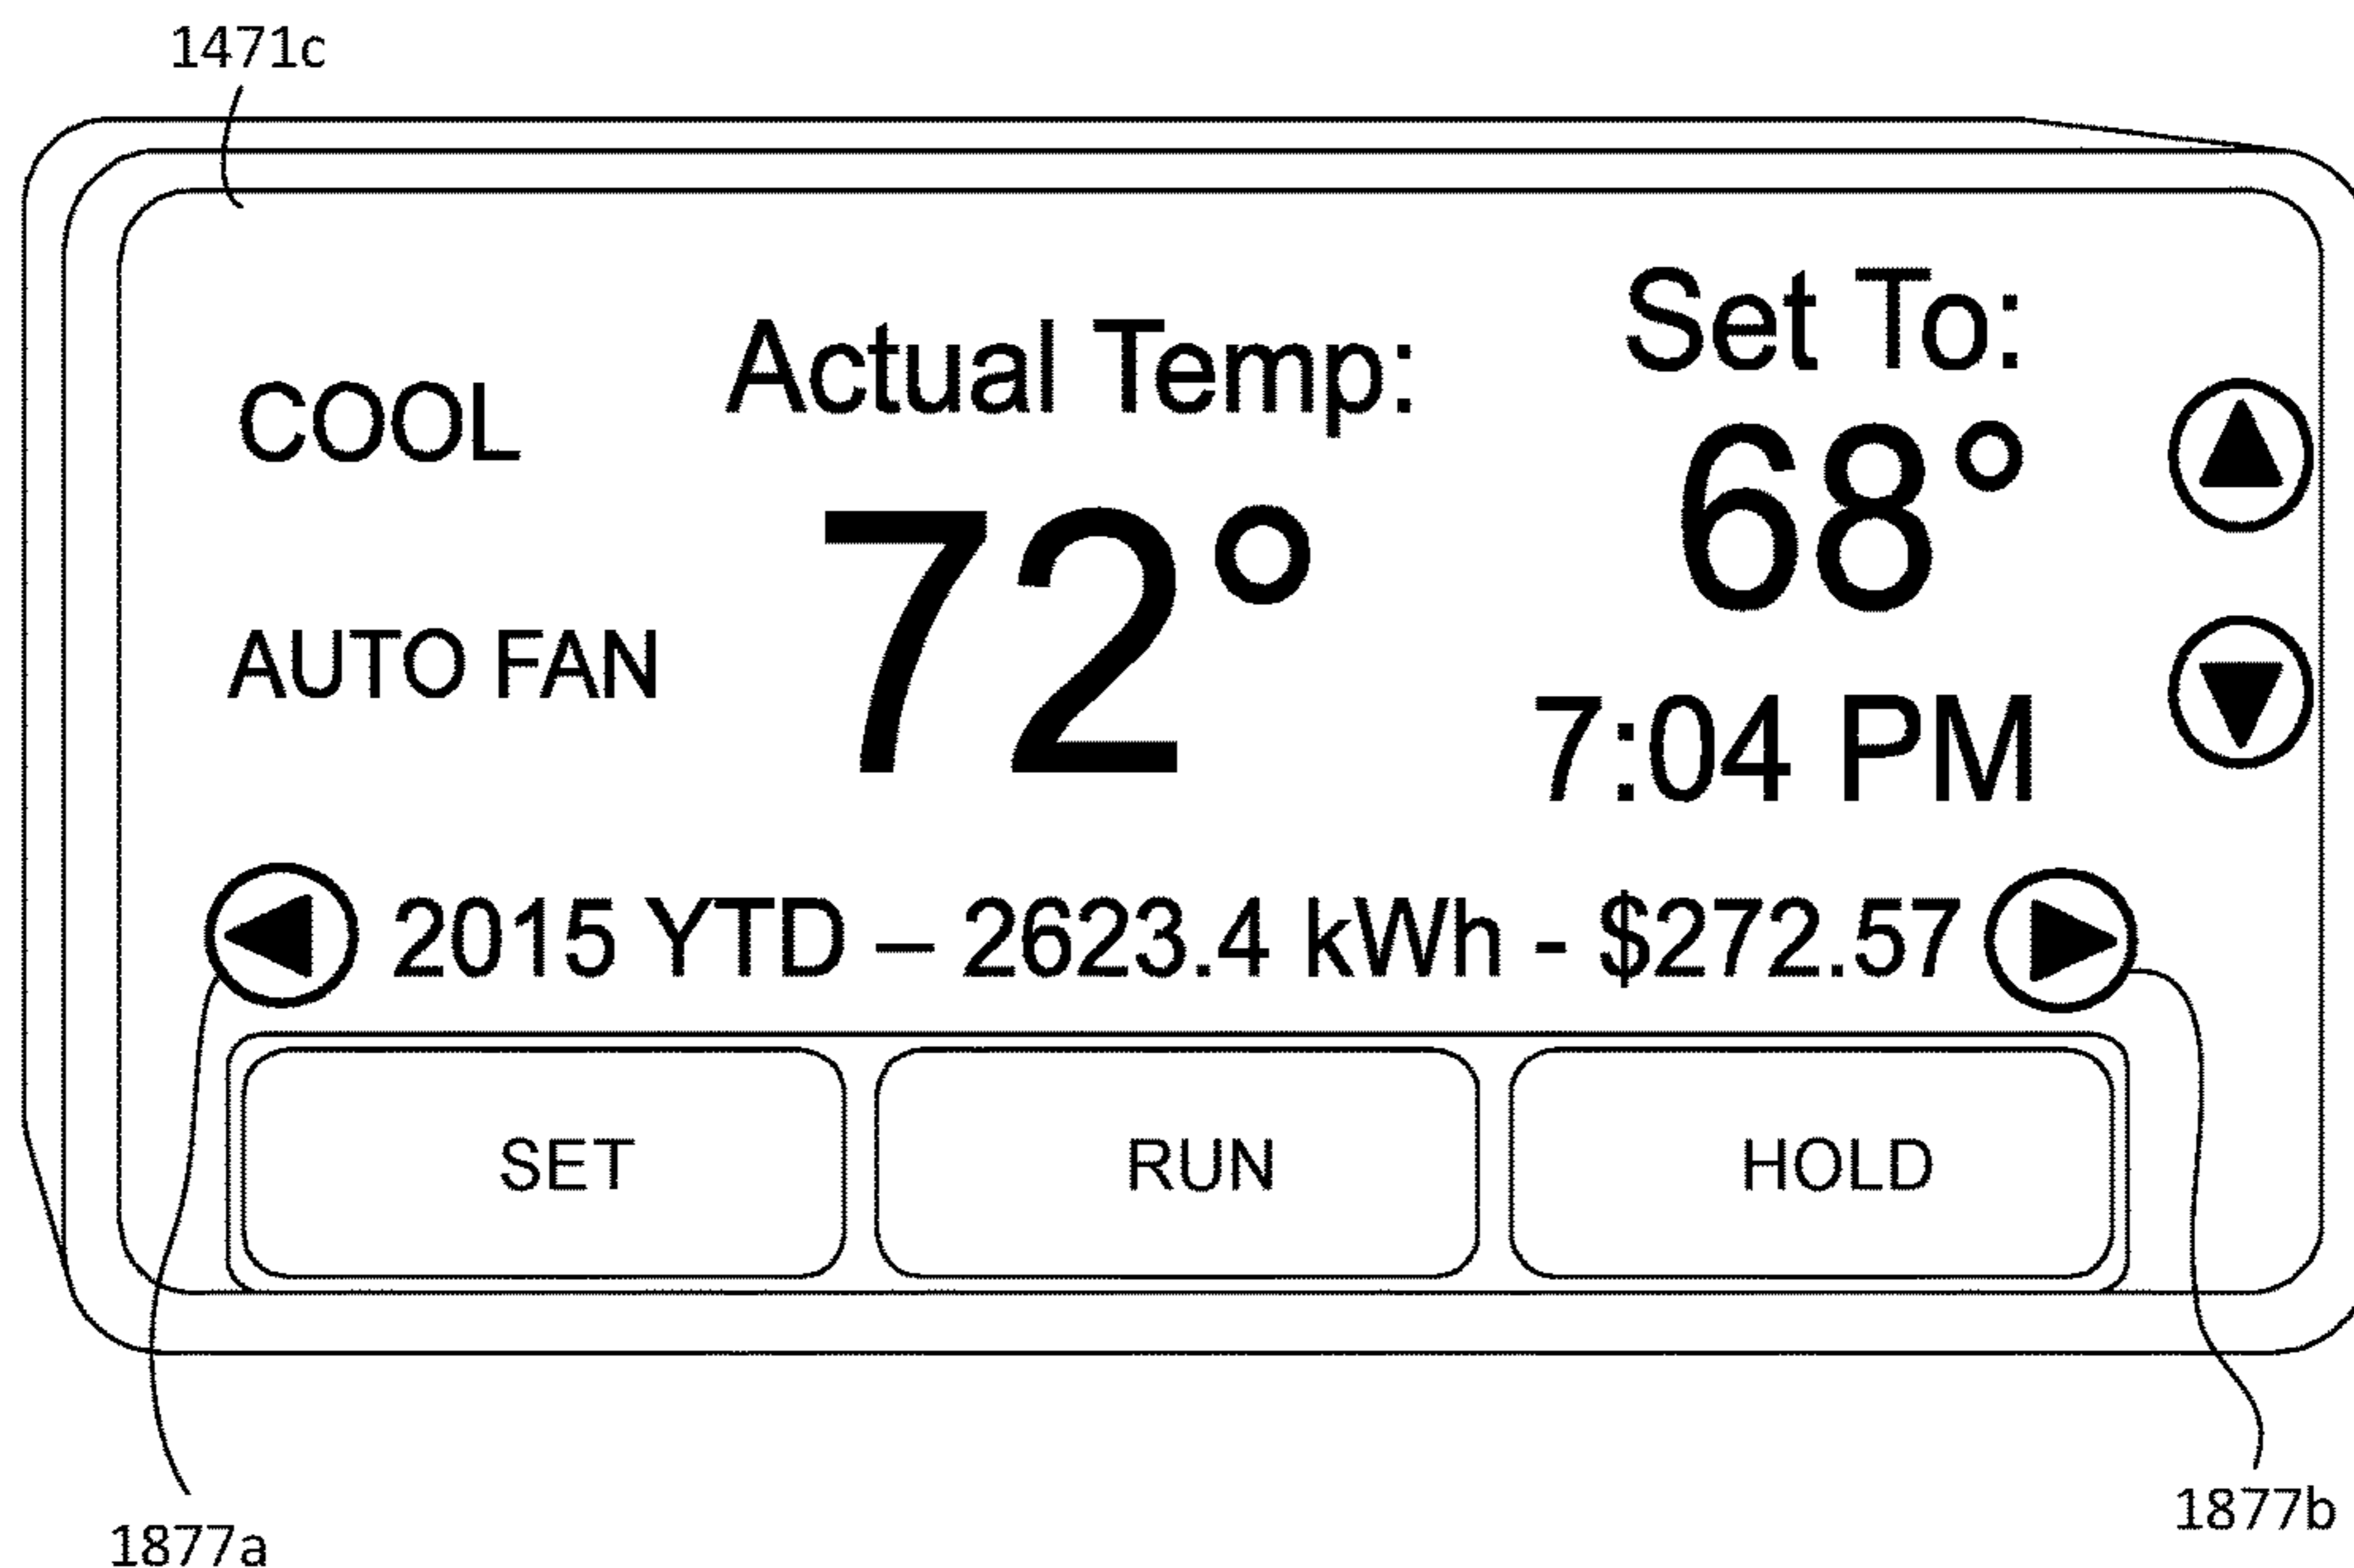 1471c
Set To:
Actual Temp:
COOL
68°
72°
AUTO FAN
7:04 PM
2015 YTD – 2623.4 kWh - $272.57
SET
RUN
HOLD
1877a
1877b